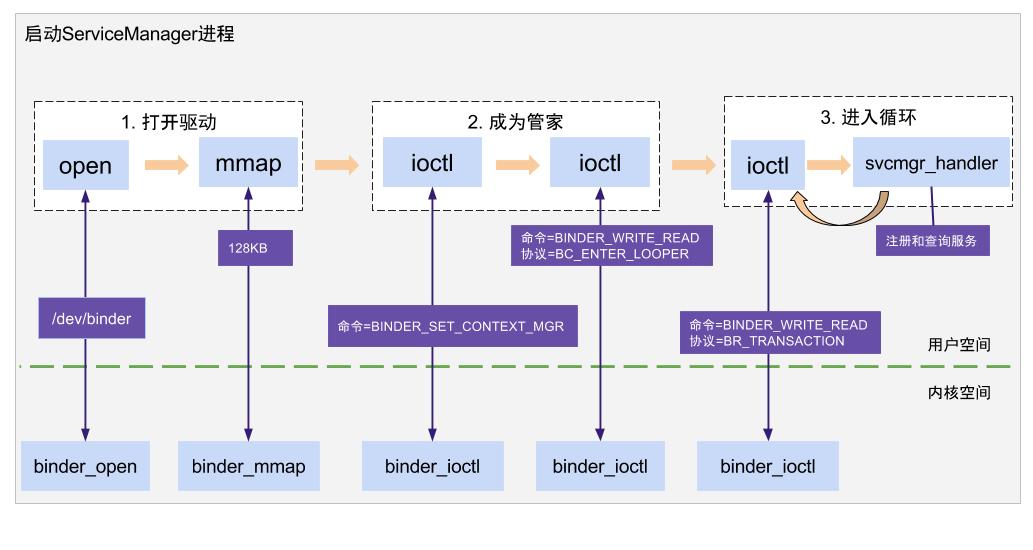 启动ServiceManager进程
1. 打开驱动
open
mmap
2. 成为管家
ioctl
ioctl
3. 进入循环
ioctl
svcmgr_handler
128KB
命令=BINDER_WRITE_READ
协议=BC_ENTER_LOOPER
注册和查询服务
/dev/binder
命令=BINDER_SET_CONTEXT_MGR
命令=BINDER_WRITE_READ
协议=BR_TRANSACTION
用户空间
内核空间
binder_open
binder_mmap
binder_ioctl
binder_ioctl
binder_ioctl